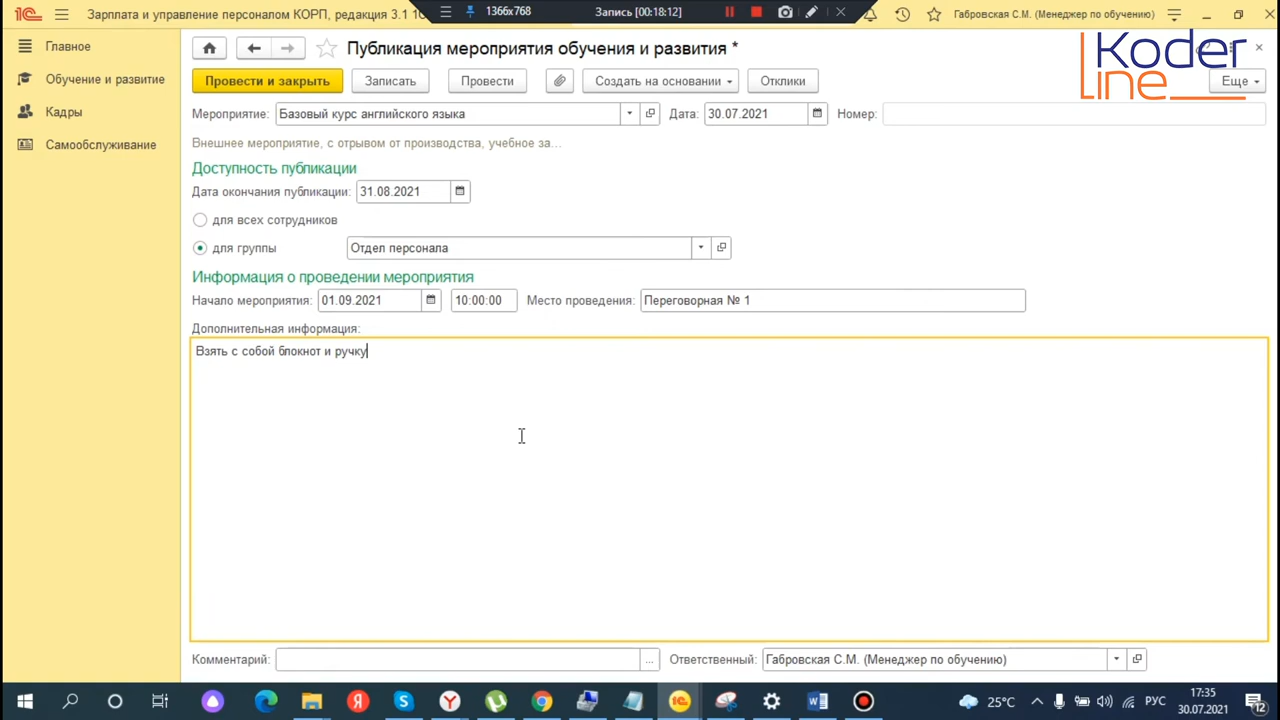 Зарплата и управление персоналом КОРП, редакция 3.1
1366x768
Запись [00:18:12]
Габровская С.М. (Менеджер по обучению)
Koder
line
Главное
Обучение и развитие
Кадры
Самообслуживание
Публикация мероприятия обучения и развития *
Провести и закрыть
Записать
Провести
Создать на основании
Отклики
Еще
Мероприятие: Базовый курс английского языка
Дата: 30.07.2021
Номер:
Внешнее мероприятие, с отрывом от производства, учебное за...
Доступность публикации
Дата окончания публикации: 31.08.2021
для всех сотрудников
для группы Отдел персонала
Информация о проведении мероприятия
Начало мероприятия: 01.09.2021 10:00:00 Место проведения: Переговорная № 1
Дополнительная информация:
Взять с собой блокнот и ручку
Комментарий:
...
Ответственный: Габровская С.М. (Менеджер по обучению)
25°C
РУС
17:35
30.07.2021
12